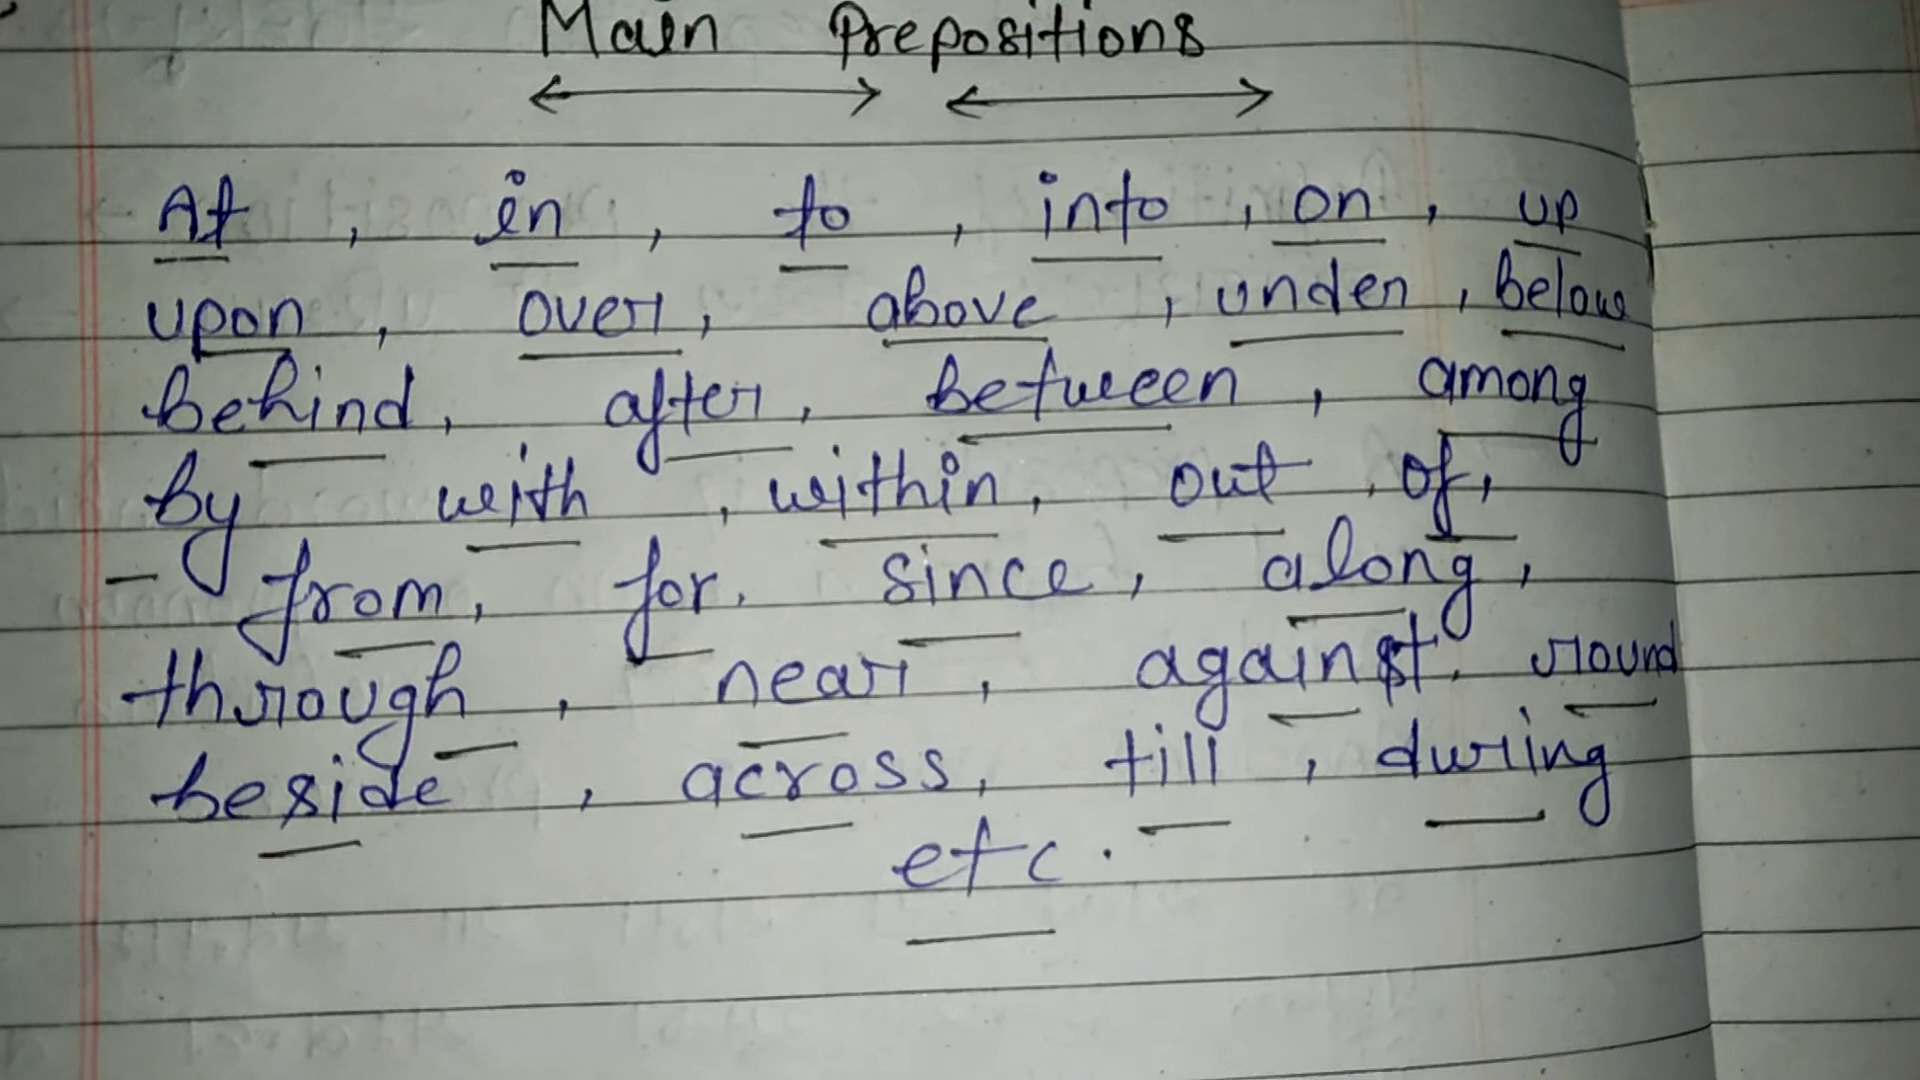 Main Prepositions
At, in, to, into, on, up
upon, over, above, under, below
behind, after, between, among
by with, within, out, of,
from, for, since, along,
through, near, against, round
beside, across, till, during
etc.